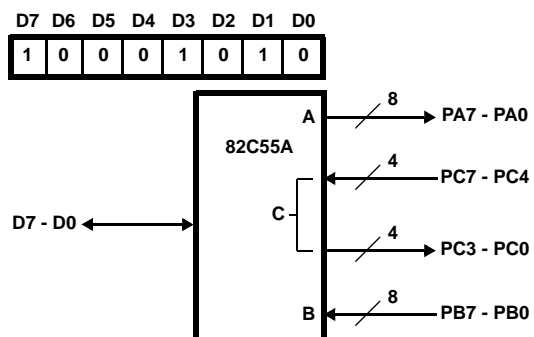 D7 D6 D5 D4 D3 D2 D1 D0
1 0 0 0 1 0 1 0
A 8 PA7 - PA0
82C55A
4 PC7 - PC4
D7 - D0 C
4 PC3 - PC0
B 8 PB7 - PB0